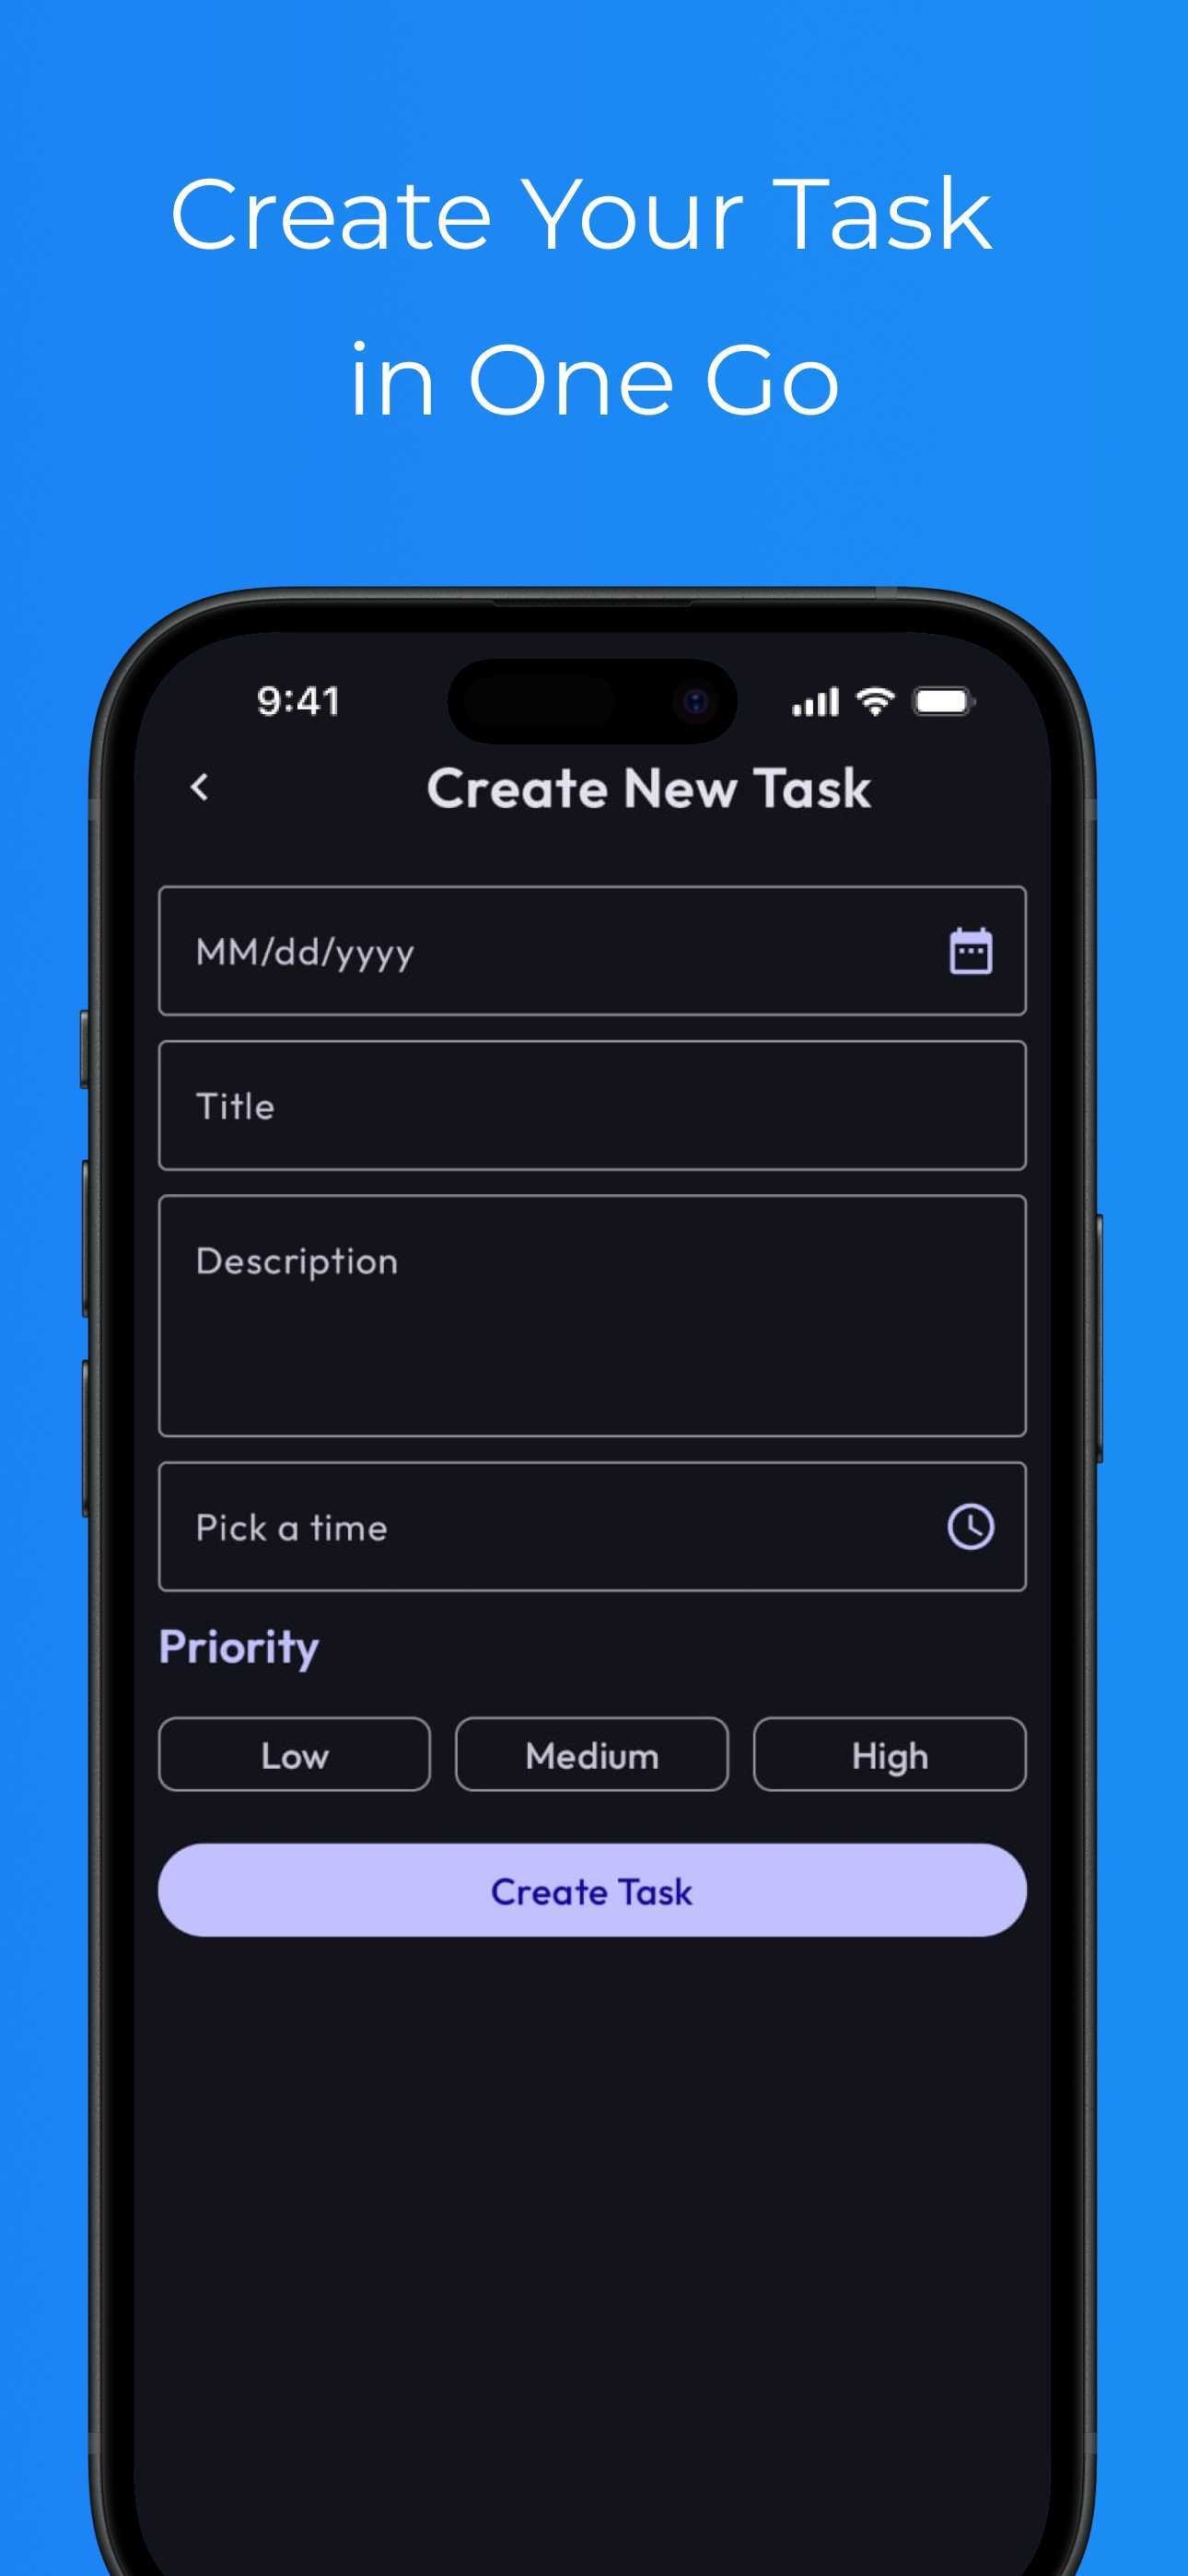 Create Your Task
in One Go
9:41
Create New Task
MM/dd/yyyy
Title
Description
Pick a time
Priority
Low Medium High
Create Task